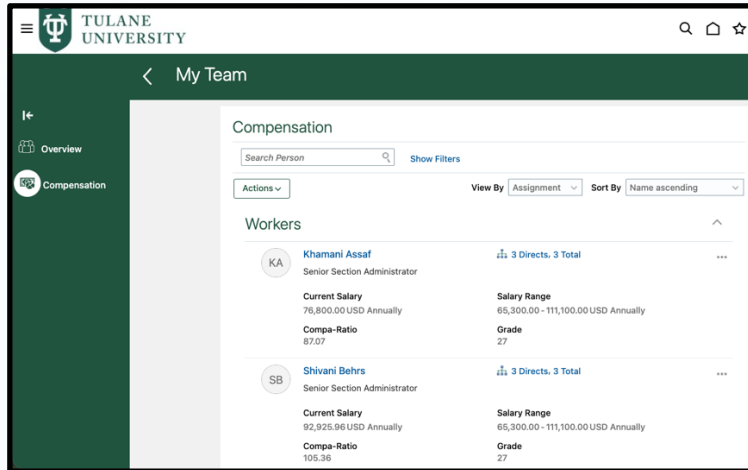 TULANE
UNIVERSITY
My Team
Overview
Compensation
Compensation
Search Person
Show Filters
Actions
View By Assignment Sort By Name ascending
Workers
KA
Khamani Assaf
3 Directs, 3 Total
Senior Section Administrator
Current Salary
Salary Range
76,800.00 USD Annually
65,300.00 - 111,100.00 USD Annually
Compa-Ratio
Grade
87.07
27
SB
Shivani Behrs
3 Directs, 3 Total
Senior Section Administrator
Current Salary
Salary Range
92,925.96 USD Annually
65,300.00 - 111,100.00 USD Annually
Compa-Ratio
Grade
105.36
27